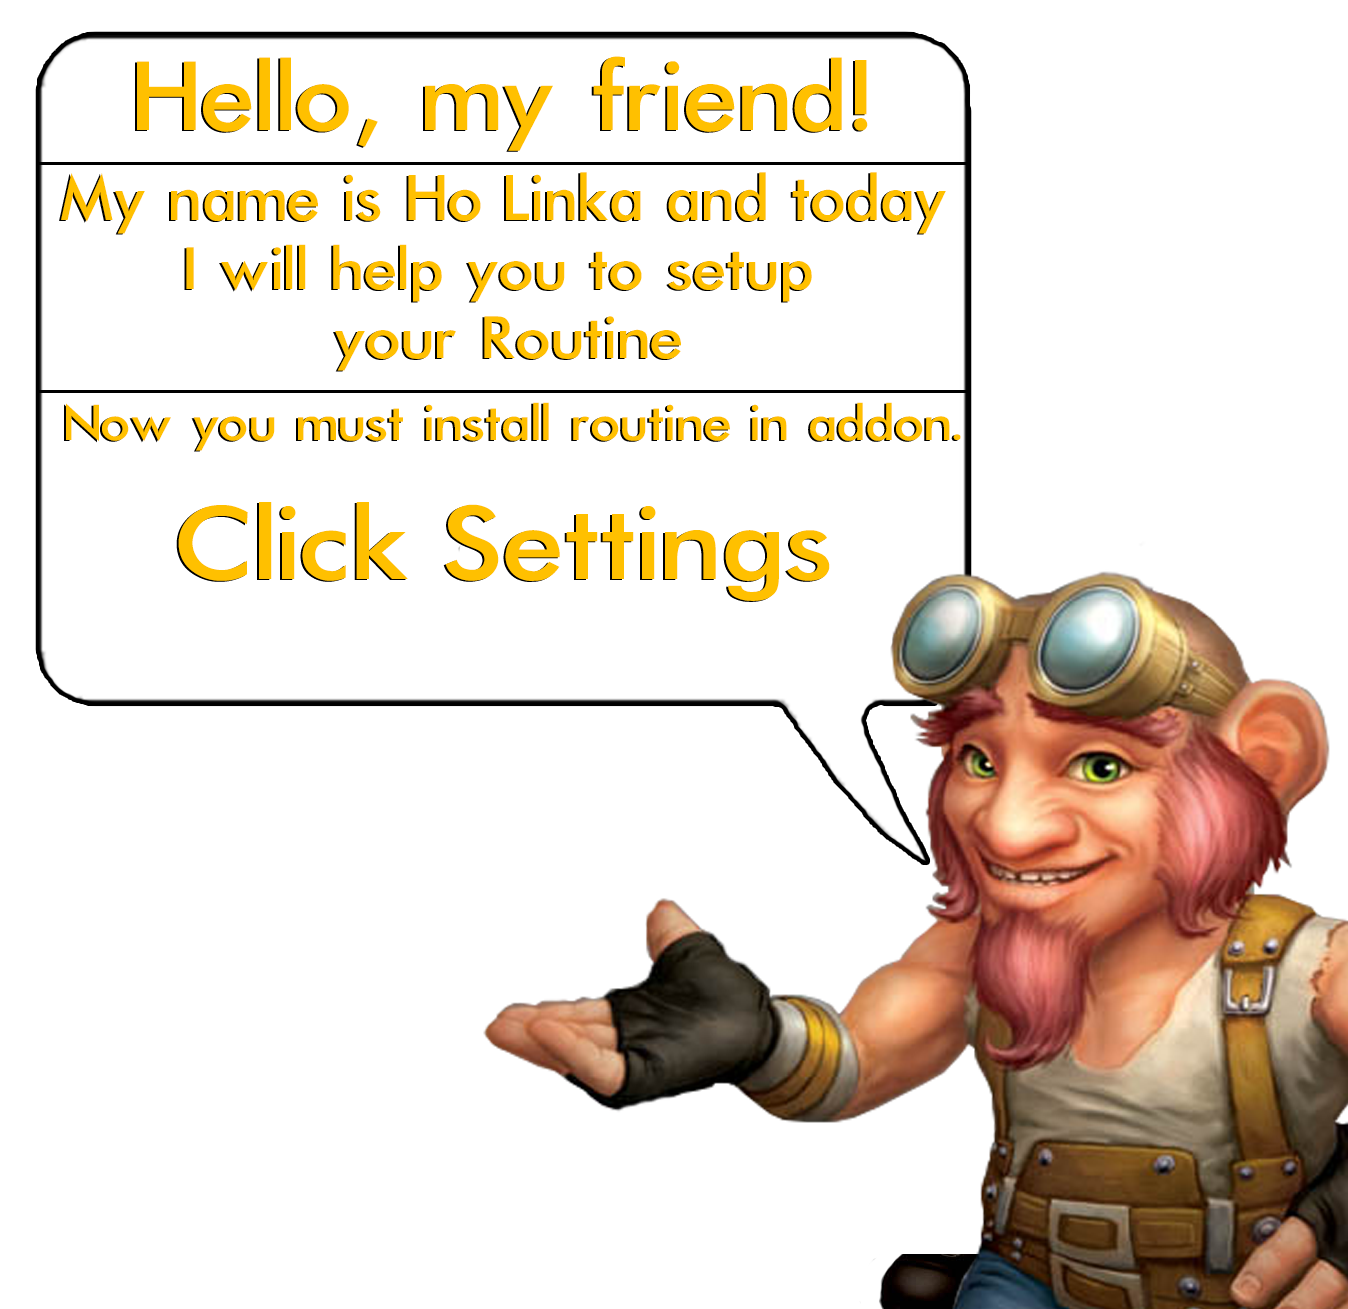 Hello, my friend!
My name is Ho Linka and today
I will help you to setup
your Routine
Now you must install routine in addon.
Click Settings